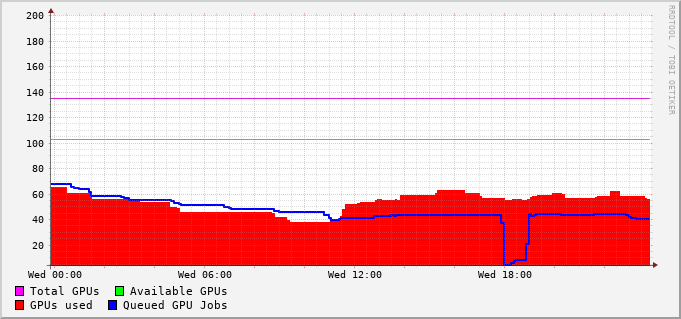 200
180
160
140
120
100
80
60
40
20
Wed 00:00 Wed 06:00 Wed 12:00 Wed 18:00
Total GPUs Available GPUs
GPUs used Queued GPU Jobs
RRDTOOL / TOBI OETIKER